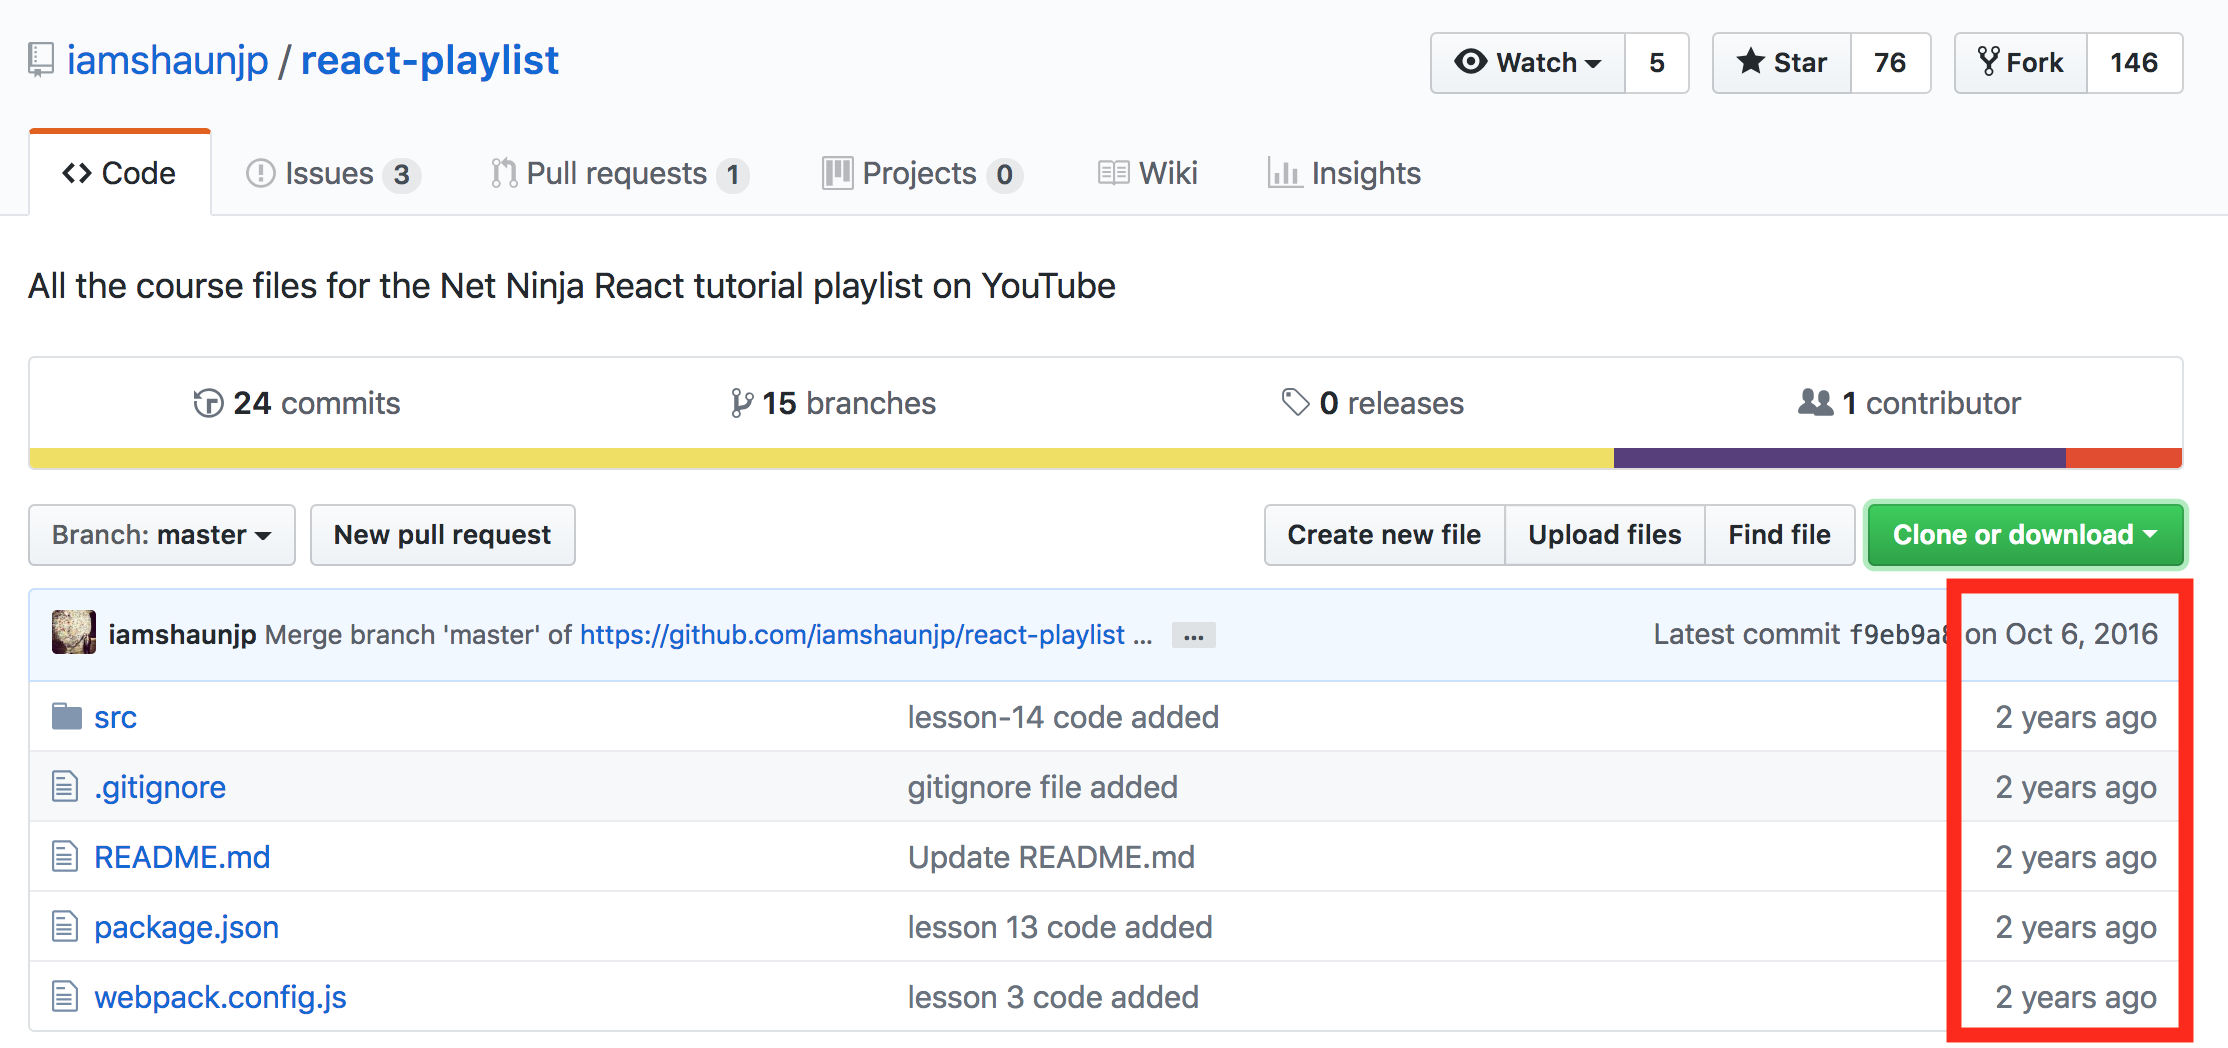 iamshaunjp / react-playlist
Watch 5 Star 76 Fork 146
Code Issues 3 Pull requests 1 Projects 0 Wiki Insights
All the course files for the Net Ninja React tutorial playlist on YouTube
24 commits 15 branches 0 releases 1 contributor
Branch: master New pull request Create new file Upload files Find file Clone or download
iamshaunjp Merge branch 'master' of https://github.com/iamshaunjp/react-playlist ... ... Latest commit f9eb9a8 on Oct 6, 2016
src lesson-14 code added 2 years ago
.gitignore gitignore file added 2 years ago
README.md Update README.md 2 years ago
package.json lesson 13 code added 2 years ago
webpack.config.js lesson 3 code added 2 years ago